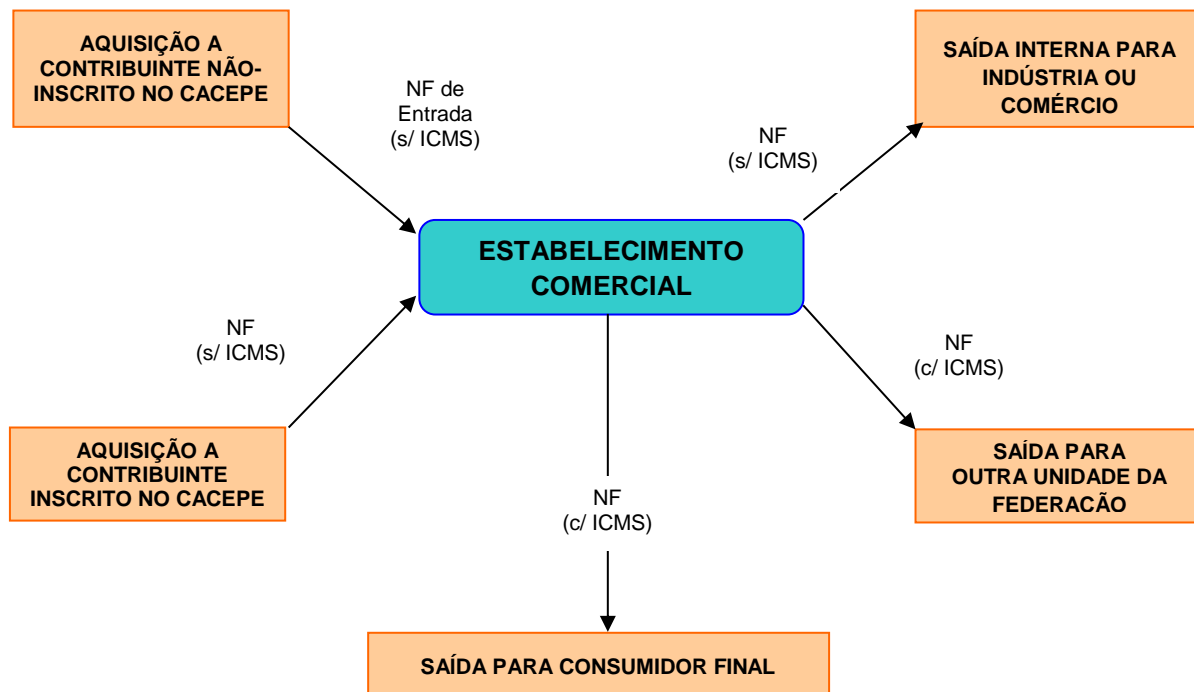 AQUISIÇÃO A
CONTRIBUINTE NÃO-
INSCRITO NO CACEPE
NF de
Entrada
(s/ ICMS)
SAÍDA INTERNA PARA
INDÚSTRIA OU
COMÉRCIO
NF
(s/ ICMS)
ESTABELECIMENTO
COMERCIAL
NF
(s/ ICMS)
NF
(c/ ICMS)
AQUISIÇÃO A
CONTRIBUINTE
INSCRITO NO CACEPE
SAÍDA PARA
OUTRA UNIDADE DA
FEDERACÃO
NF
(c/ ICMS)
SAÍDA PARA CONSUMIDOR FINAL